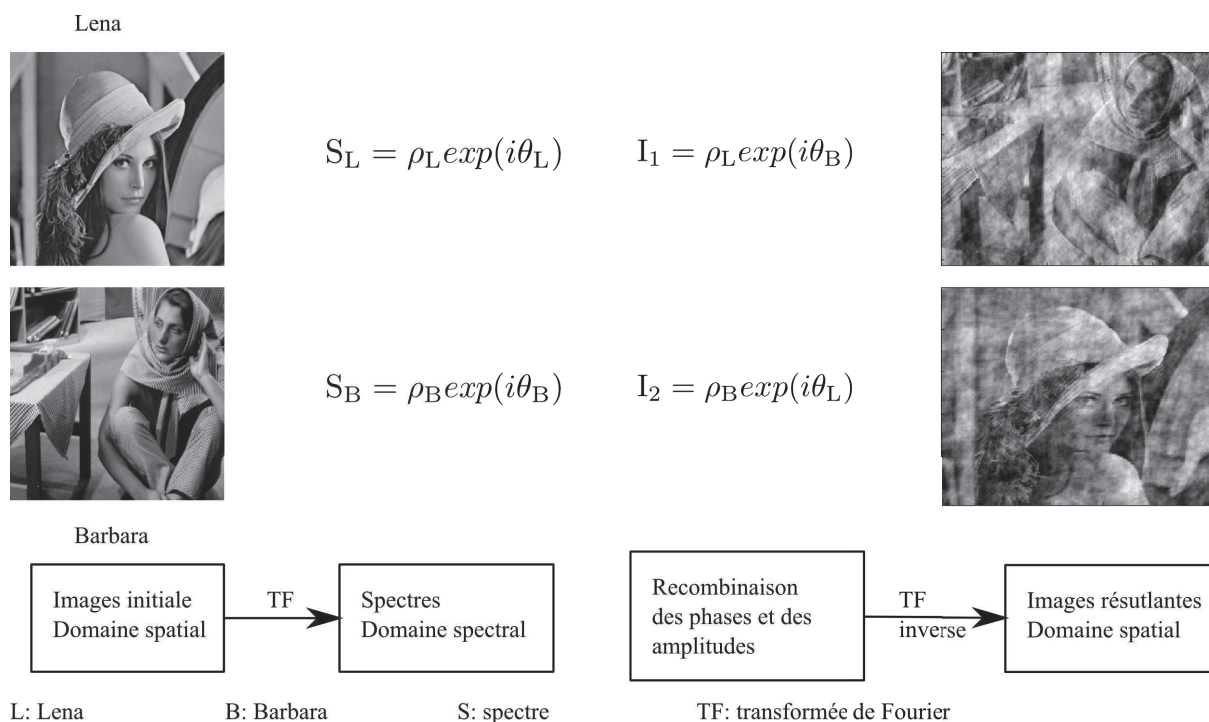 Lena
S_L = ρ_L exp(iθ_L)
I_1 = ρ_L exp(iθ_B)
S_B = ρ_B exp(iθ_B)
I_2 = ρ_B exp(iθ_L)
Barbara
Images initiale
Domaine spatial
TF
Spectres
Domaine spectral
Recombinaison
des phases et des
amplitudes
TF
inverse
Images résutlantes
Domaine spatial
L: Lena B: Barbara S: spectre TF: transformée de Fourier